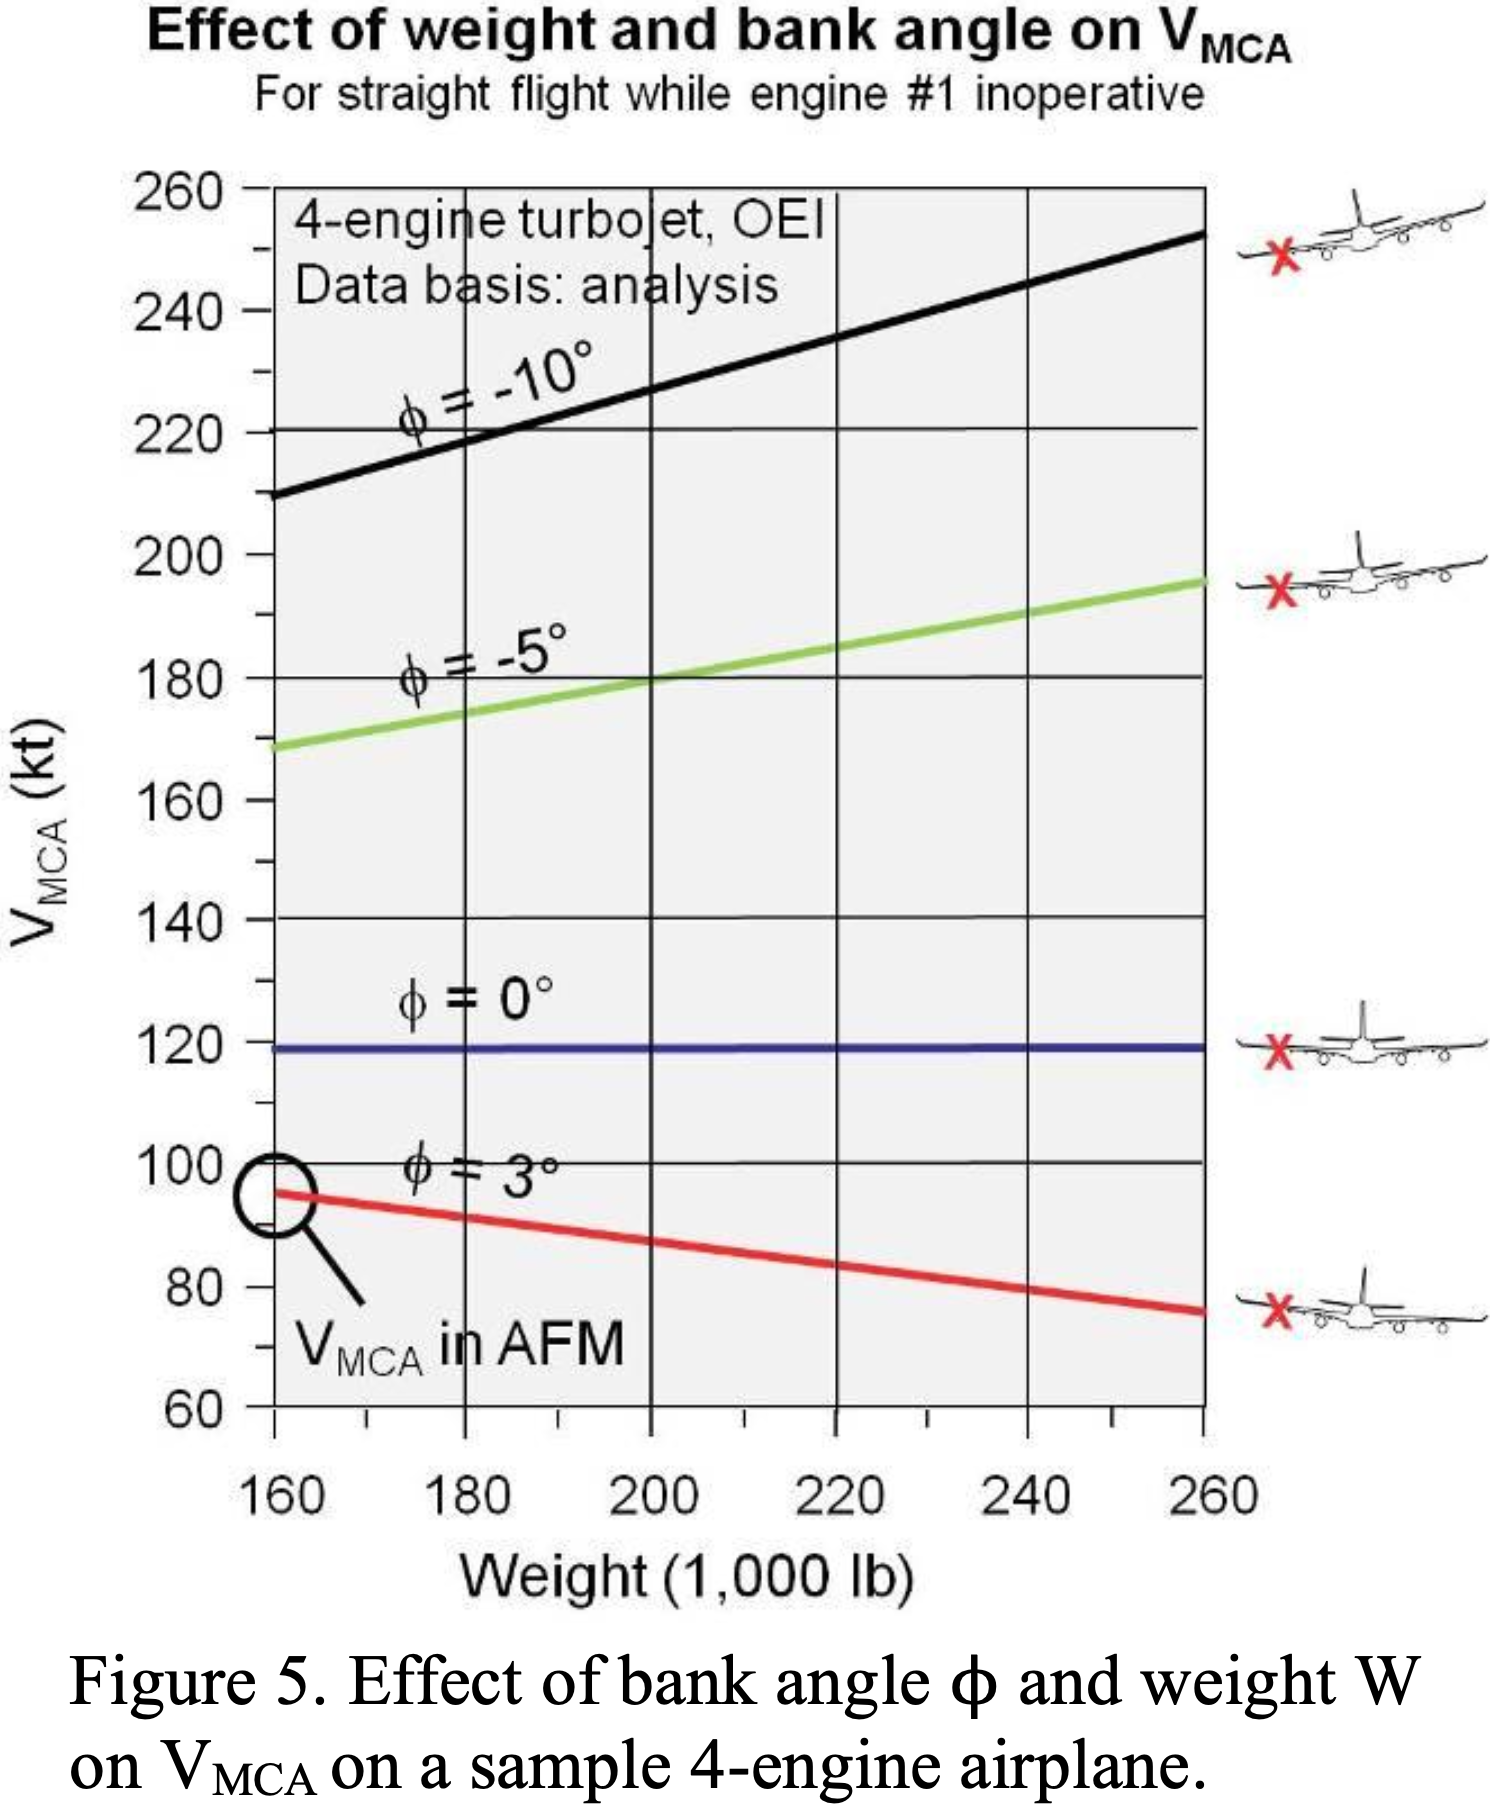 Effect of weight and bank angle on VMCA
For straight flight while engine #1 inoperative
260
4-engine turbojet, OEI
Data basis: analysis
240
ϕ = -10°
220
200
ϕ = -5°
180
160
VMCA (kt)
140
ϕ = 0°
120
100
ϕ = 3°
80
VMCA in AFM
60
160 180 200 220 240 260
Weight (1,000 lb)
Figure 5. Effect of bank angle ϕ and weight W
on VMCA on a sample 4-engine airplane.